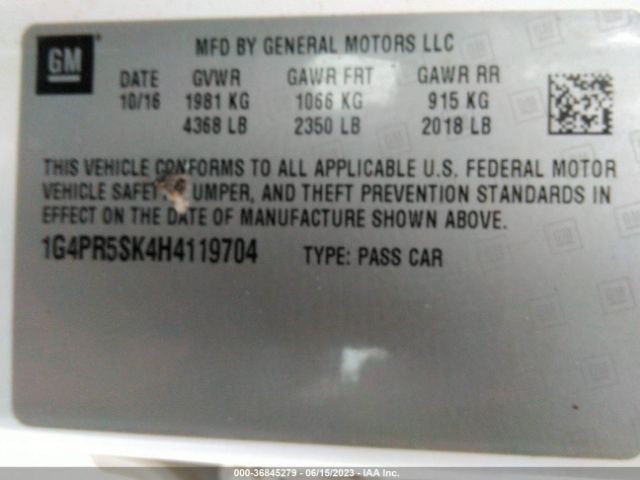 GM
MFD BY GENERAL MOTORS LLC
DATE GVWR GAWR FRT GAWR RR
10/16 1981 KG 1066 KG 915 KG
4368 LB 2350 LB 2018 LB
THIS VEHICLE CONFORMS TO ALL APPLICABLE U.S. FEDERAL MOTOR
VEHICLE SAFETY, BUMPER, AND THEFT PREVENTION STANDARDS IN
EFFECT ON THE DATE OF MANUFACTURE SHOWN ABOVE.
1G4PR5SK4H4119704 TYPE: PASS CAR
000-36845279 - 06/15/2023 - IAA Inc.